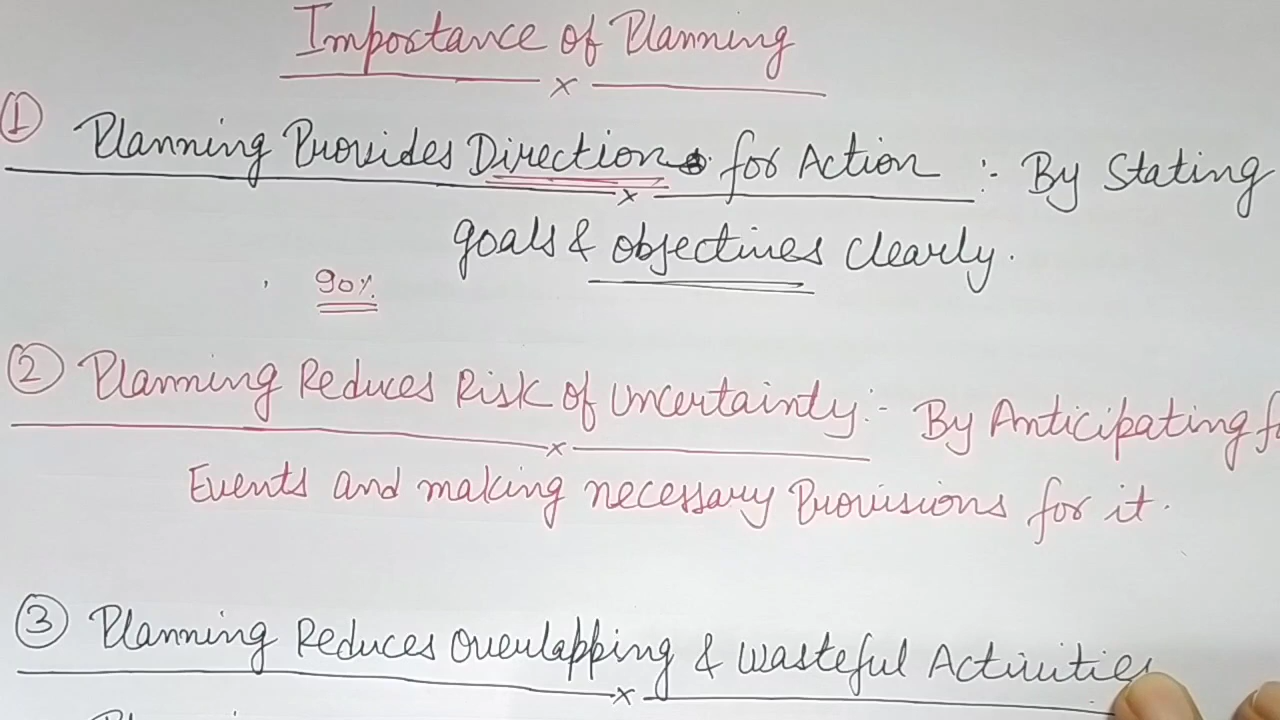 Importance of Planning
① Planning Provides Direction for Action :- By Stating
goals & objectives clearly.
90%
② Planning Reduces Risk of Uncertainty:- By Anticipating
Events and making necessary Provisions for it.
③ Planning Reduces Overlapping & Wasteful Activities